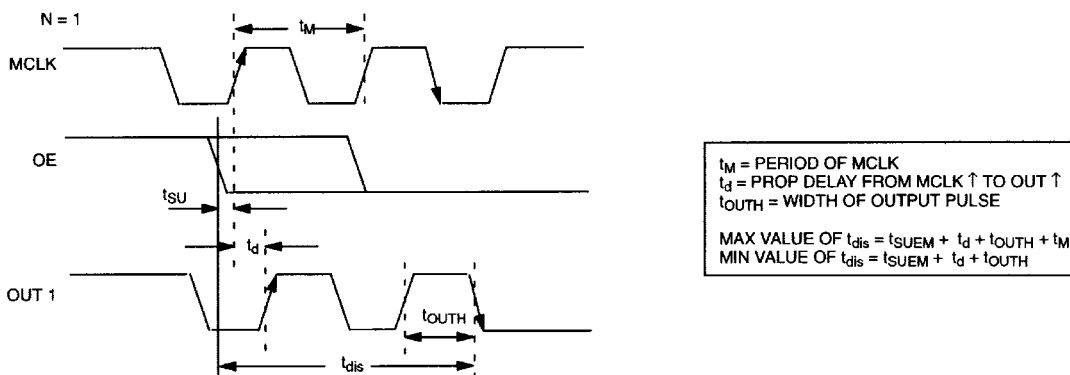 N = 1
tM
MCLK
OE
tSU
td
OUT 1
tOUTH
tdis
tM = PERIOD OF MCLK
td = PROP DELAY FROM MCLK ↑ TO OUT ↑
tOUTH = WIDTH OF OUTPUT PULSE
MAX VALUE OF tdis = tSUEM + td + tOUTH + tM
MIN VALUE OF tdis = tSUEM + td + tOUTH